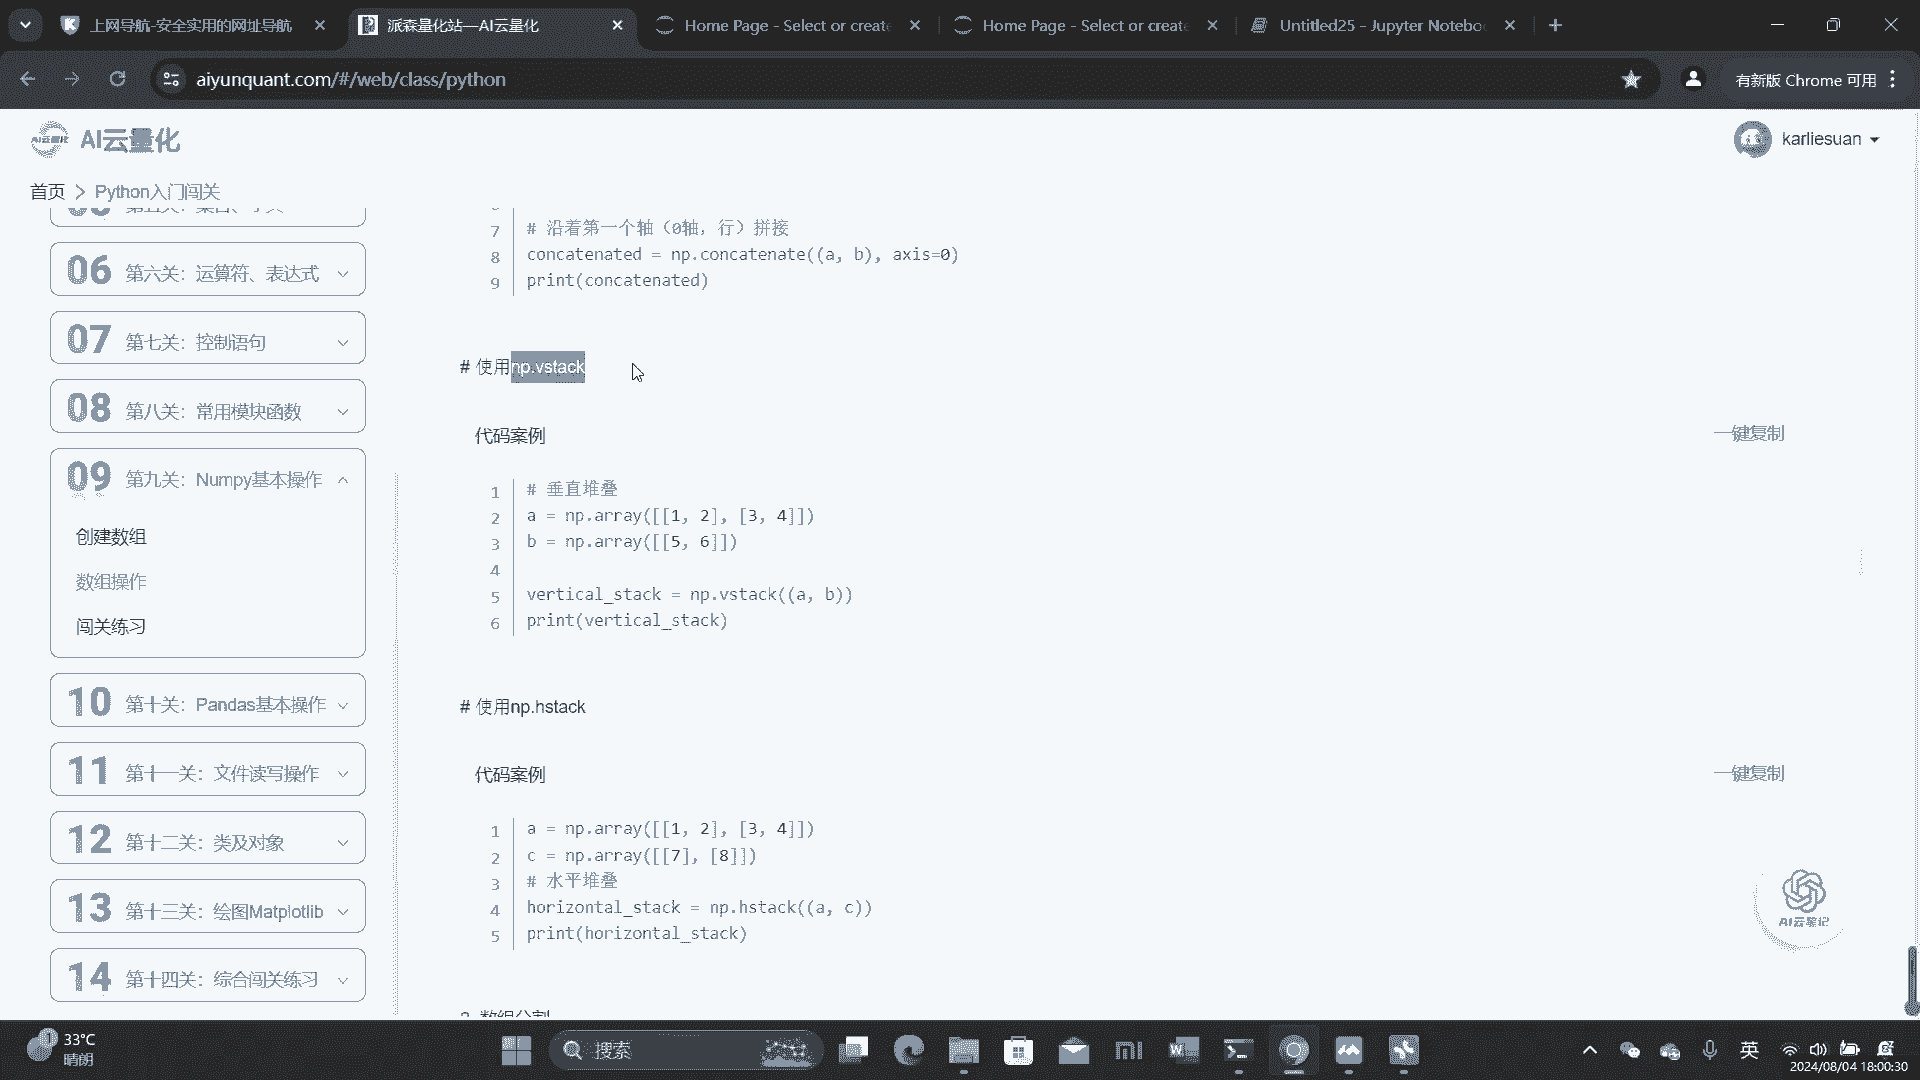 上网导航-安全实用的网址导航
派森量化站—AI云量化
Home Page - Select or create
Home Page - Select or create
Untitled25 - Jupyter Notebo
aiyunquant.com/#/web/class/python
有新版 Chrome 可用
AI云量化
karliesuan
首页 > Python入门闯关
06 第六关：运算符、表达式
07 第七关：控制语句
08 第八关：常用模块函数
09 第九关：Numpy基本操作
创建数组
数组操作
闯关练习
10 第十关：Pandas基本操作
11 第十一关：文件读写操作
12 第十二关：类及对象
13 第十三关：绘图Matplotlib
14 第十四关：综合闯关练习
7 # 沿着第一个轴（0轴，行）拼接
8 concatenated = np.concatenate((a, b), axis=0)
9 print(concatenated)
# 使用np.vstack
代码案例
一键复制
1 # 垂直堆叠
2 a = np.array([[1, 2], [3, 4]])
3 b = np.array([[5, 6]])
4
5 vertical_stack = np.vstack((a, b))
6 print(vertical_stack)
# 使用np.hstack
代码案例
一键复制
1 a = np.array([[1, 2], [3, 4]])
2 c = np.array([[7], [8]])
3 # 水平堆叠
4 horizontal_stack = np.hstack((a, c))
5 print(horizontal_stack)
33°C
晴朗
搜索
英
2024/08/04 18:00:30